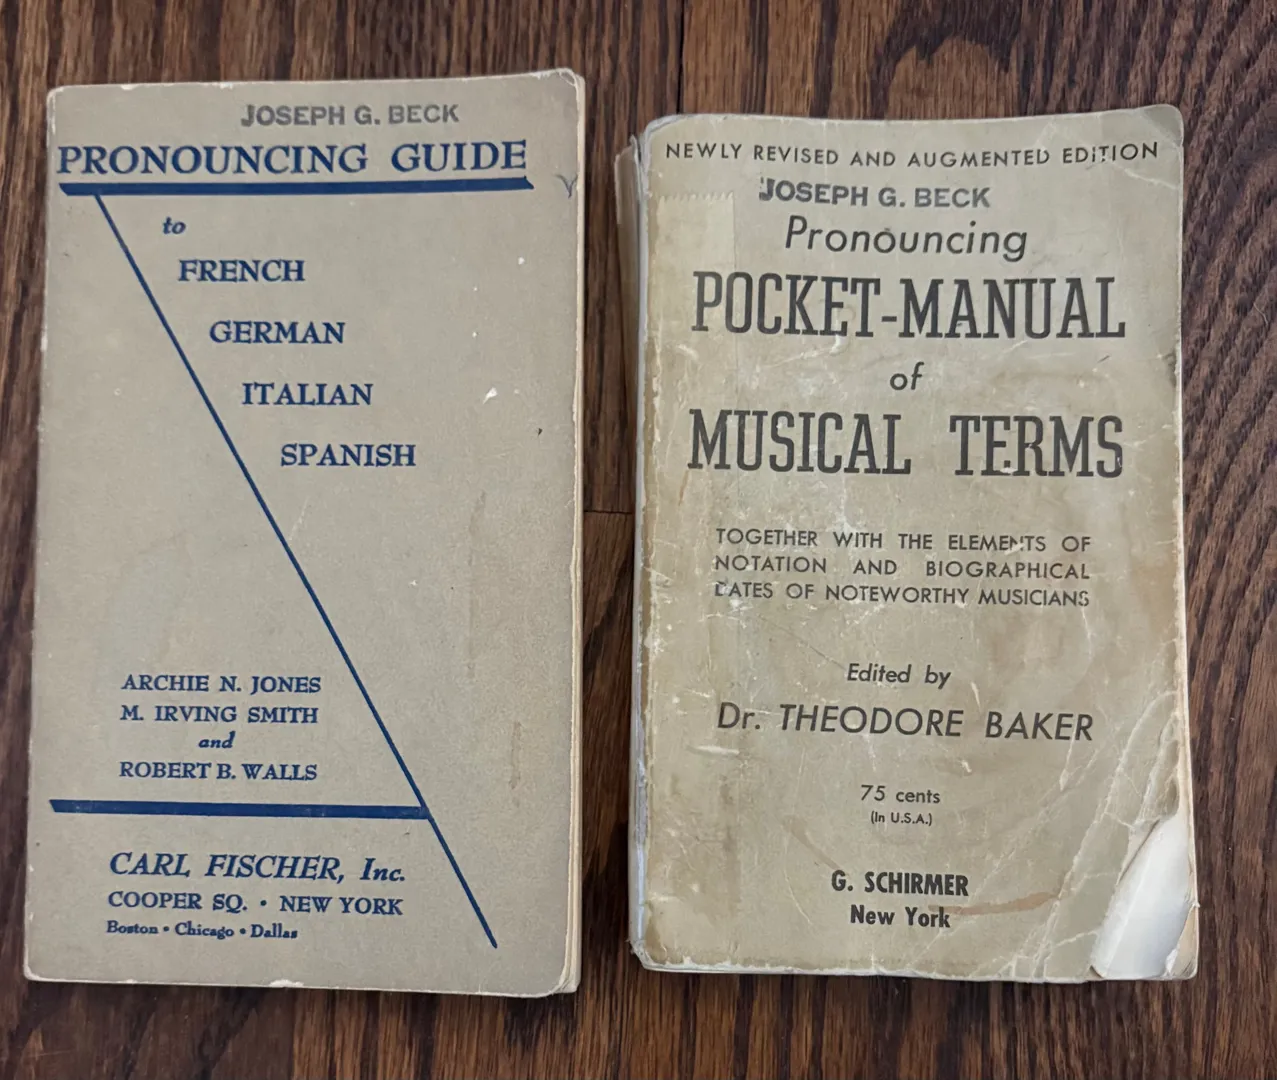 JOSEPH G. BECK
PRONOUNCING GUIDE
to
FRENCH
GERMAN
ITALIAN
SPANISH
ARCHIE N. JONES
M. IRVING SMITH
and
ROBERT B. WALLS
CARL FISCHER, Inc.
COOPER SQ. • NEW YORK
Boston • Chicago • Dallas
NEWLY REVISED AND AUGMENTED EDITION
JOSEPH G. BECK
Pronouncing
POCKET-MANUAL
of
MUSICAL TERMS
TOGETHER WITH THE ELEMENTS OF
NOTATION AND BIOGRAPHICAL
DATES OF NOTEWORTHY MUSICIANS
Edited by
Dr. THEODORE BAKER
75 cents
(In U.S.A.)
G. SCHIRMER
New York